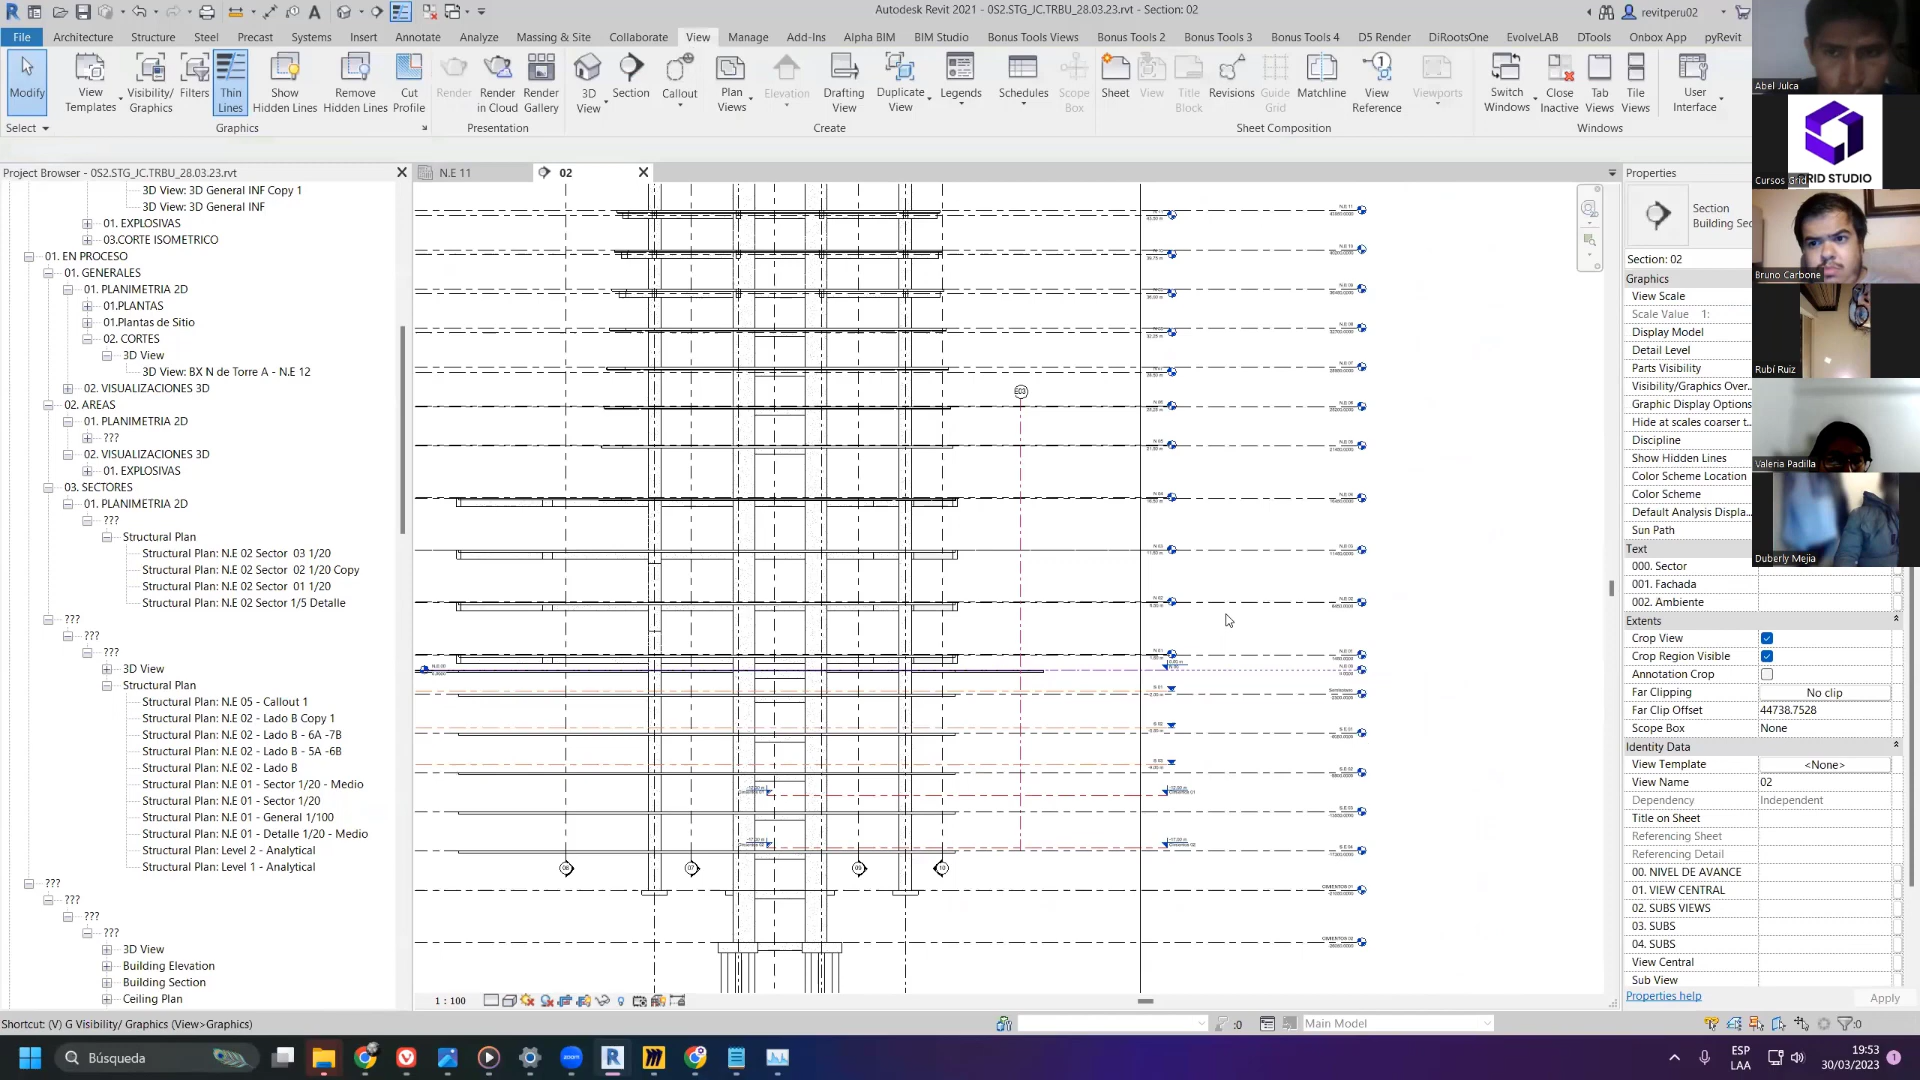 Autodesk Revit 2021 - 0S2.STG_JC.TRBU_28.03.23.rvt - Section: 02
revitperu02
File Architecture Structure Steel Precast Systems Insert Annotate Analyze Massing & Site Collaborate View Manage Add-Ins Alpha BIM BIM Studio Bonus Tools Views Bonus Tools 2 Bonus Tools 3 Bonus Tools 4 D5 Render DiRootsOne EvolveLAB DTools Onbox App pyRevit
Modify
View Templates
Visibility/ Graphics
Filters
Thin Lines
Show Hidden Lines
Remove Hidden Lines
Cut Profile
Render
Render in Cloud
Render Gallery
3D View
Section
Callout
Plan Views
Elevation
Drafting View
Duplicate View
Legends
Schedules
Scope Box
Sheet
View
Title Block
Revisions
Guide Grid
Matchline
View Reference
Viewports
Switch Windows
Close Inactive
Tab Views
Tile Views
User Interface
Select
Graphics
Presentation
Create
Sheet Composition
Windows
Project Browser - 0S2.STG_JC.TRBU_28.03.23.rvt
3D View: 3D General INF Copy 1
3D View: 3D General INF
01. EXPLOSIVAS
03.CORTE ISOMETRICO
01. EN PROCESO
01. GENERALES
01. PLANIMETRIA 2D
01.PLANTAS
01.Plantas de Sitio
02. CORTES
3D View
3D View: BX N de Torre A - N.E 12
02. VISUALIZACIONES 3D
02. AREAS
01. PLANIMETRIA 2D
???
02. VISUALIZACIONES 3D
01. EXPLOSIVAS
03. SECTORES
01. PLANIMETRIA 2D
???
Structural Plan
Structural Plan: N.E 02 Sector 03 1/20
Structural Plan: N.E 02 Sector 02 1/20 Copy
Structural Plan: N.E 02 Sector 01 1/20
Structural Plan: N.E 02 Sector 1/5 Detalle
???
???
???
3D View
Structural Plan
Structural Plan: N.E 05 - Callout 1
Structural Plan: N.E 02 - Lado B Copy 1
Structural Plan: N.E 02 - Lado B - 6A -7B
Structural Plan: N.E 02 - Lado B - 5A -6B
Structural Plan: N.E 02 - Lado B
Structural Plan: N.E 01 - Sector 1/20 - Medio
Structural Plan: N.E 01 - Sector 1/20
Structural Plan: N.E 01 - General 1/100
Structural Plan: N.E 01 - Detalle 1/20 - Medio
Structural Plan: Level 2 - Analytical
Structural Plan: Level 1 - Analytical
???
???
???
???
3D View
Building Elevation
Building Section
Ceiling Plan
N.E 11
02
E03
07
10
1 : 100
Properties
Section
Building Se
Section: 02
Graphics
View Scale
Scale Value 1:
Display Model
Detail Level
Parts Visibility
Visibility/Graphics Over...
Graphic Display Options
Hide at scales coarser t...
Discipline
Show Hidden Lines
Color Scheme Location
Color Scheme
Default Analysis Displa...
Sun Path
Text
000. Sector
001. Fachada
002. Ambiente
Extents
Crop View
Crop Region Visible
Annotation Crop
Far Clipping No clip
Far Clip Offset 44738.7528
Scope Box None
Identity Data
View Template <None>
View Name 02
Dependency Independent
Title on Sheet
Referencing Sheet
Referencing Detail
00. NIVEL DE AVANCE
01. VIEW CENTRAL
02. SUBS VIEWS
03. SUBS
04. SUBS
View Central
Sub View
Properties help
Apply
Abel Julca
GRID STUDIO
Cursos Grid
Bruno Carbone
Rubí Ruiz
Valeria Padilla
Duberly Mejia
Shortcut: (V) G Visibility/ Graphics (View>Graphics)
:0
Main Model
:0
Búsqueda
ESP
LAA
19:53
30/03/2023
1